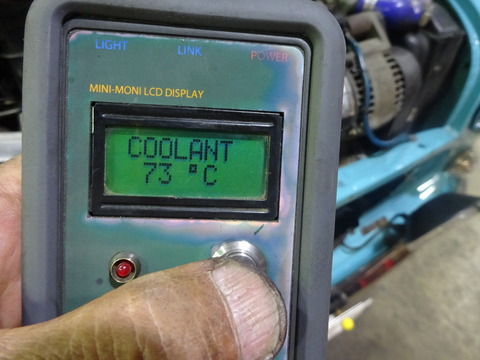 LIGHT LINK POWER
MINI-MONI LCD DISPLAY
COOLANT
73 °C